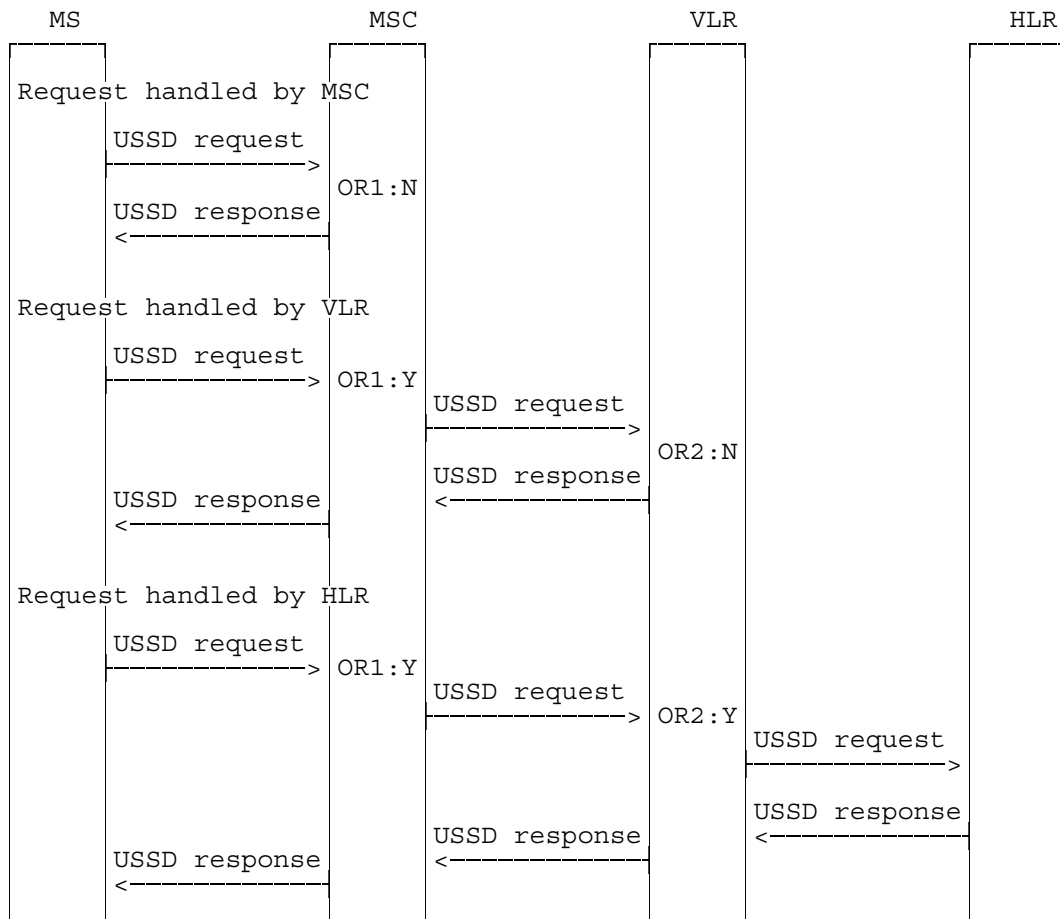 MS MSC VLR HLR
Request handled by MSC
USSD request
OR1:N
USSD response
Request handled by VLR
USSD request
OR1:Y
USSD request
OR2:N
USSD response
USSD response
Request handled by HLR
USSD request
OR1:Y
USSD request
OR2:Y
USSD request
USSD response
USSD response
USSD response